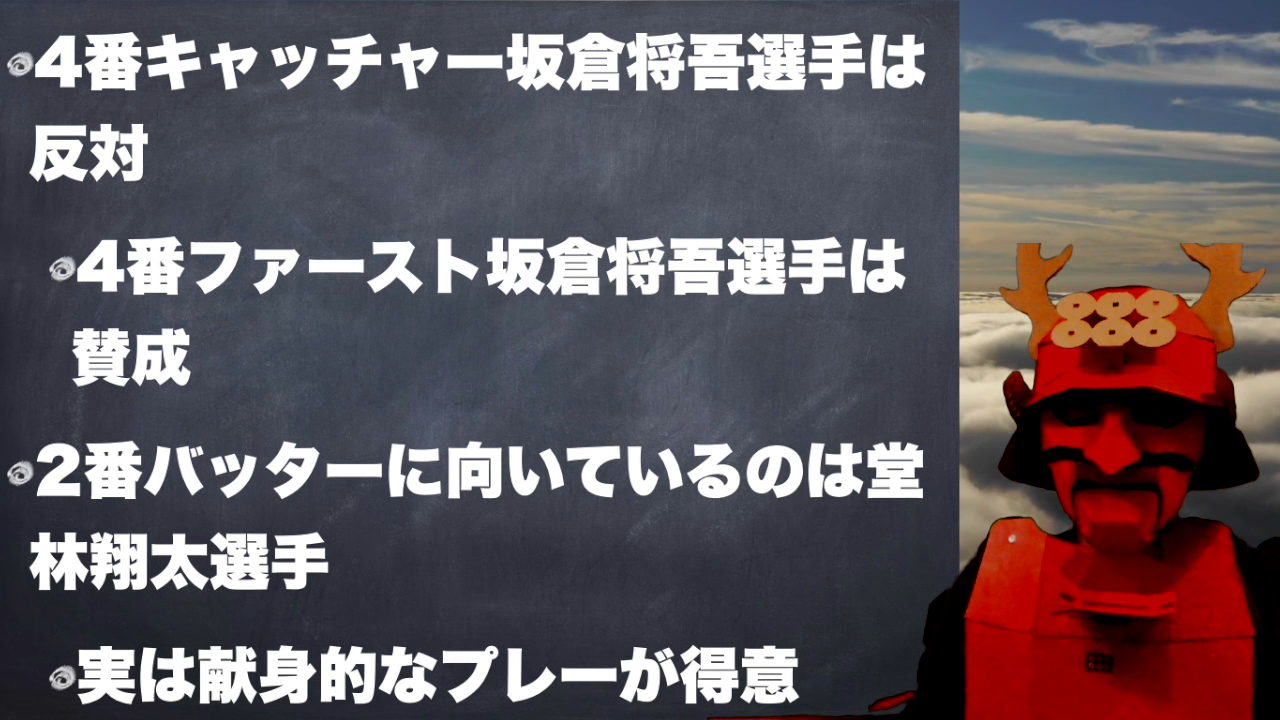 4番キャッチャー坂倉将吾選手は
反対
4番ファースト坂倉将吾選手は
賛成
2番バッターに向いているのは堂
林翔太選手
実は献身的なプレーが得意